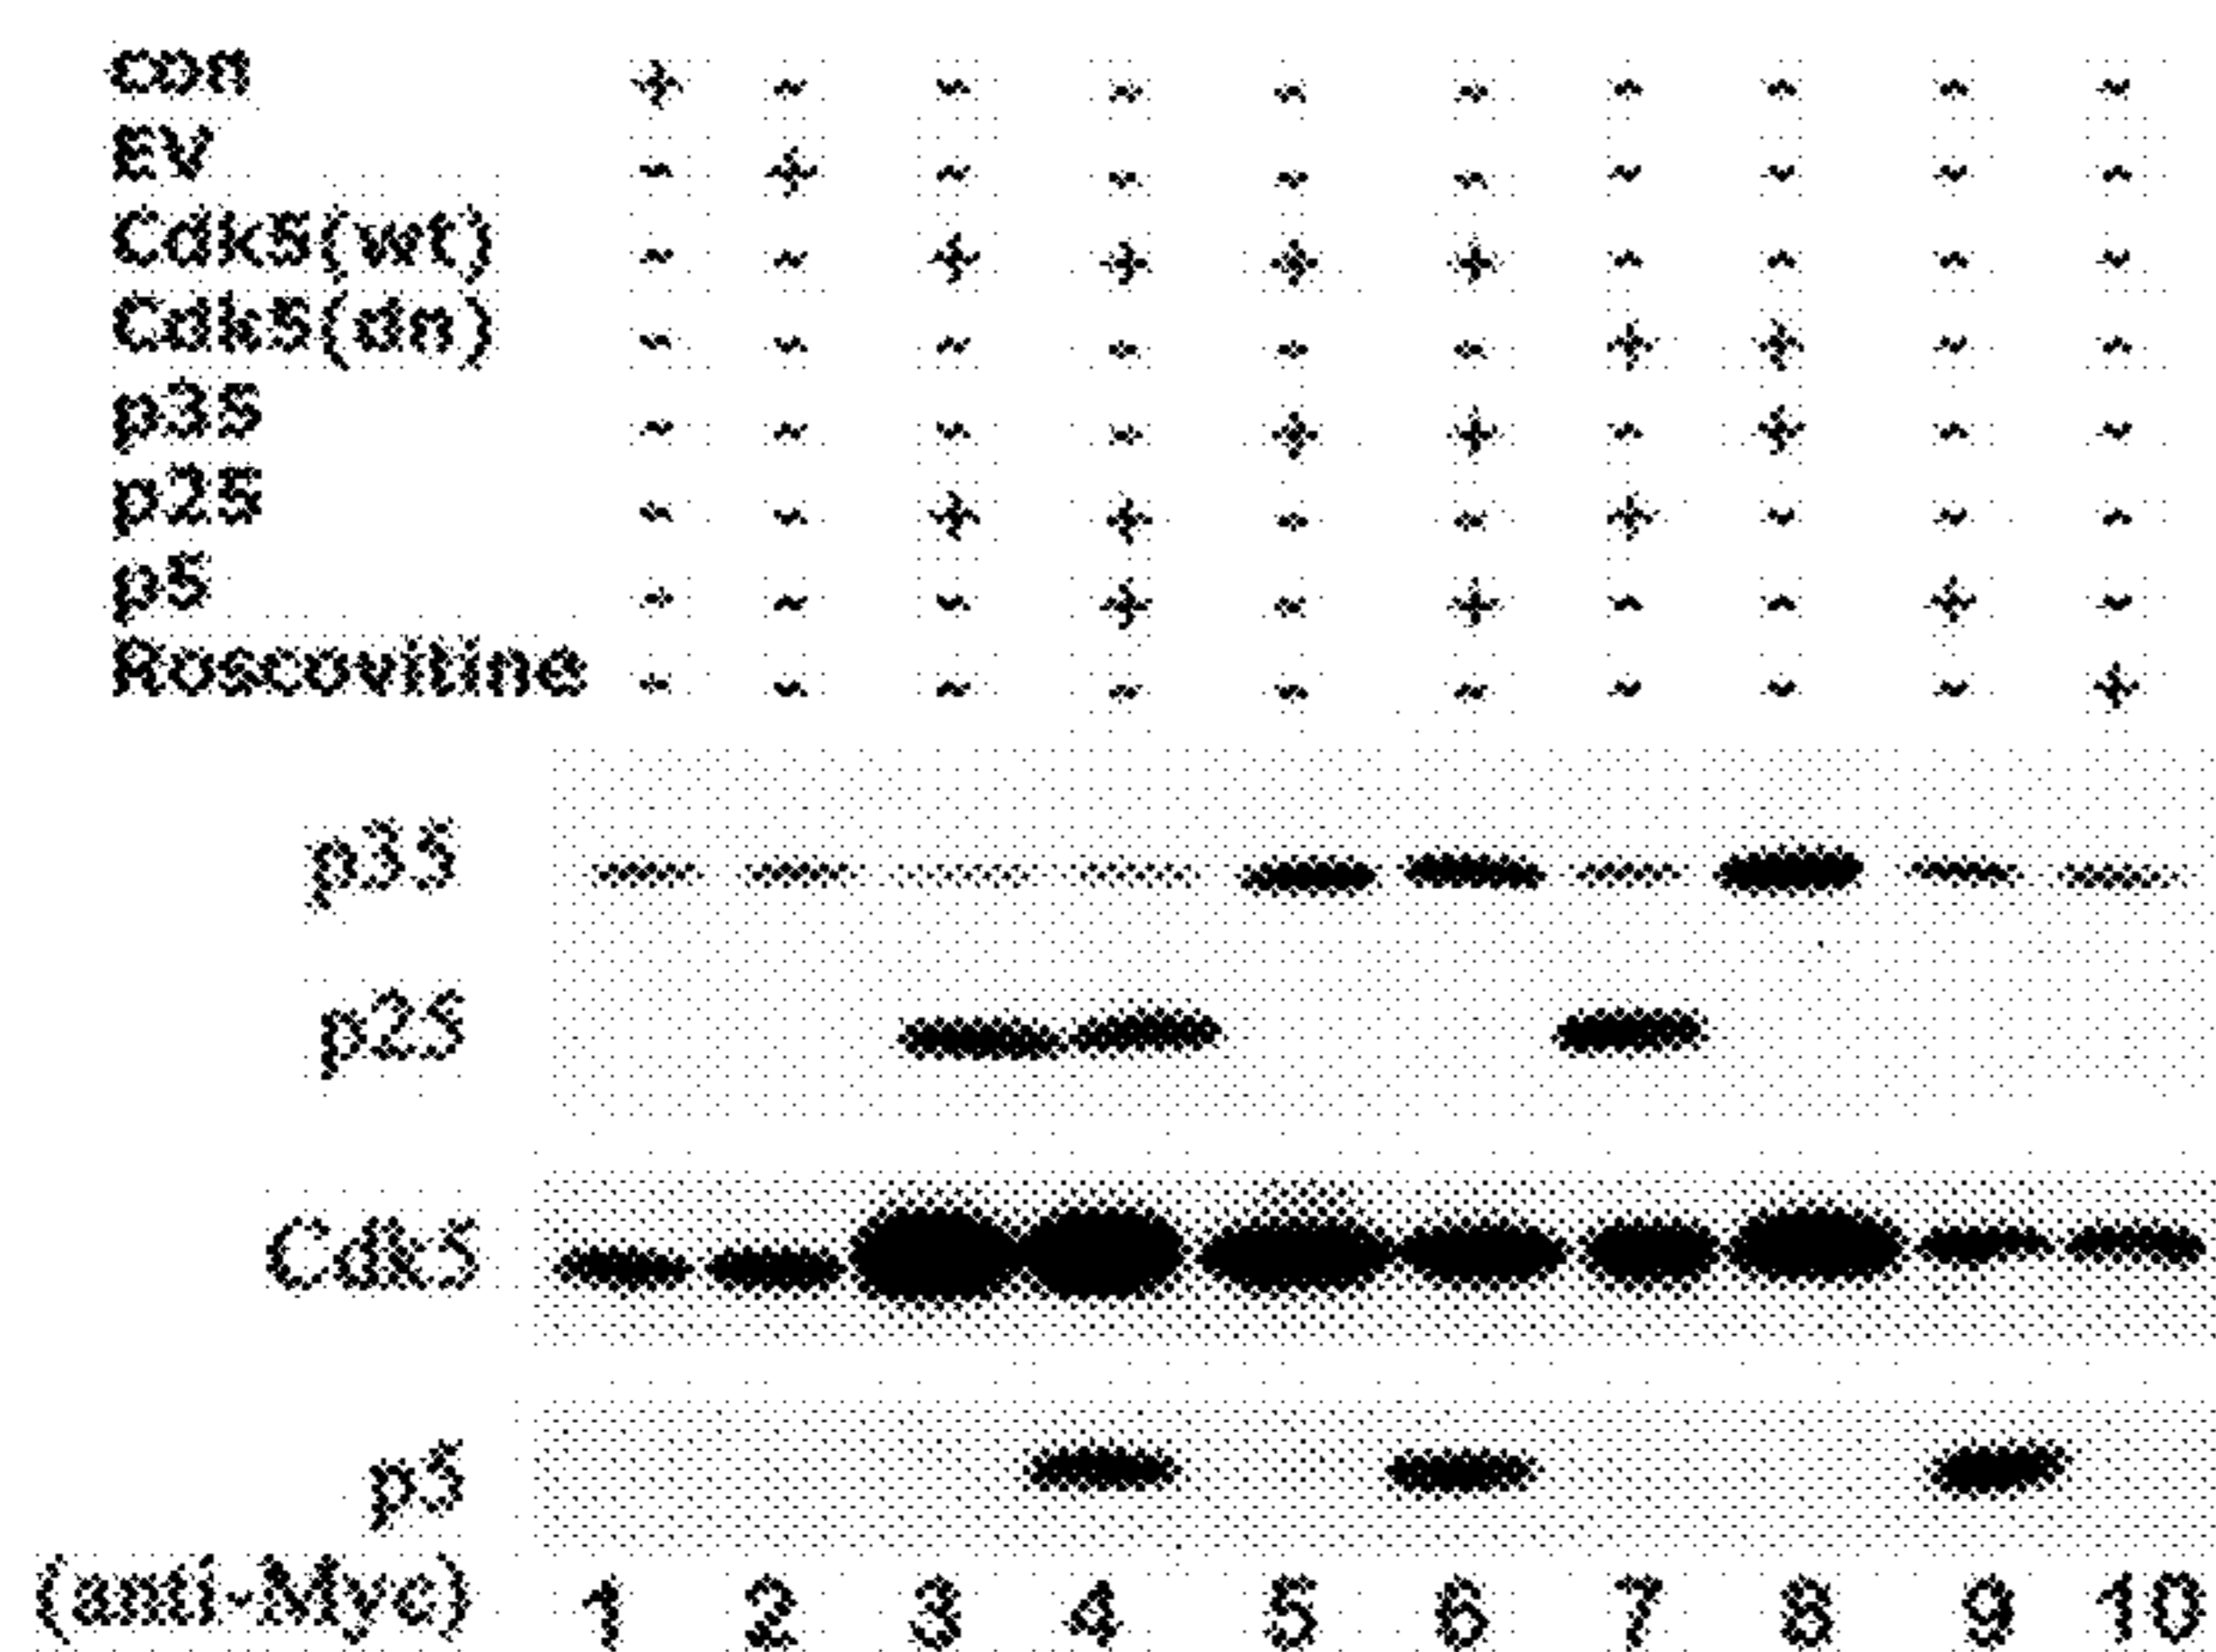 con + - - - - - - - - -
EV - + - - - - - - - -
Cdk5(wt) - - + + + + - - - -
Cdk5(dn) - - - - - - + + - -
p35 - - - - + + - + - -
p25 - - + + - - + - - -
p5 - - - + - + - - + -
Roscovitine - - - - - - - - - +
p35
p25
Cdk5
p5
(anti-Myc) 1 2 3 4 5 6 7 8 9 10